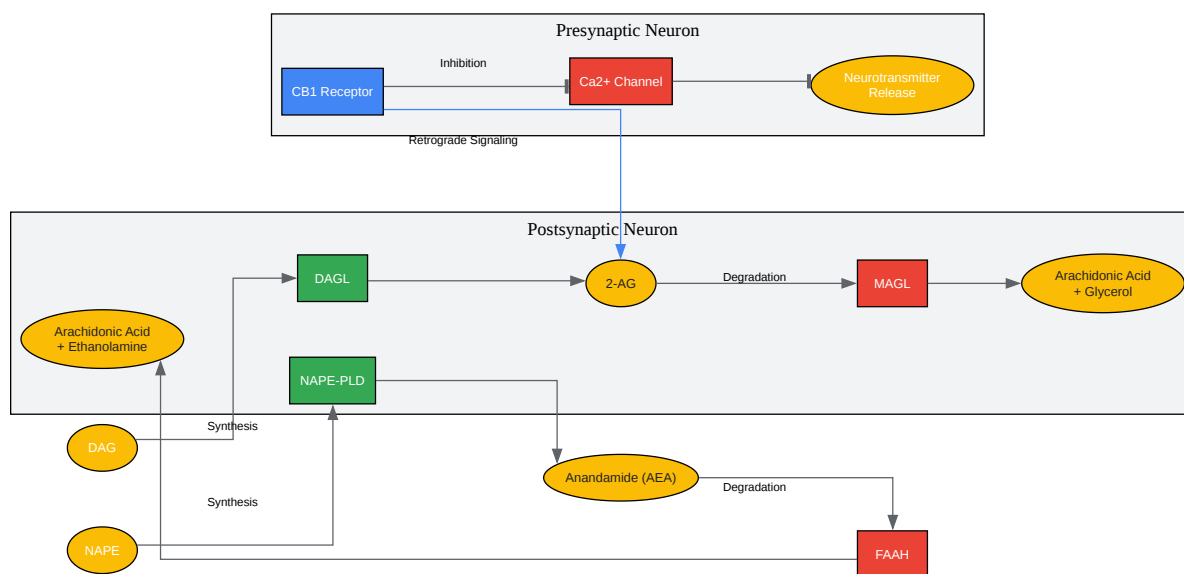 Presynaptic Neuron
Inhibition
CB1 Receptor
Ca2+ Channel
Neurotransmitter
Release
Retrograde Signaling
Postsynaptic Neuron
DAGL
2-AG
Degradation
MAGL
Arachidonic Acid
+ Glycerol
Arachidonic Acid
+ Ethanolamine
NAPE-PLD
DAG
Synthesis
Anandamide (AEA)
Degradation
Synthesis
NAPE
FAAH